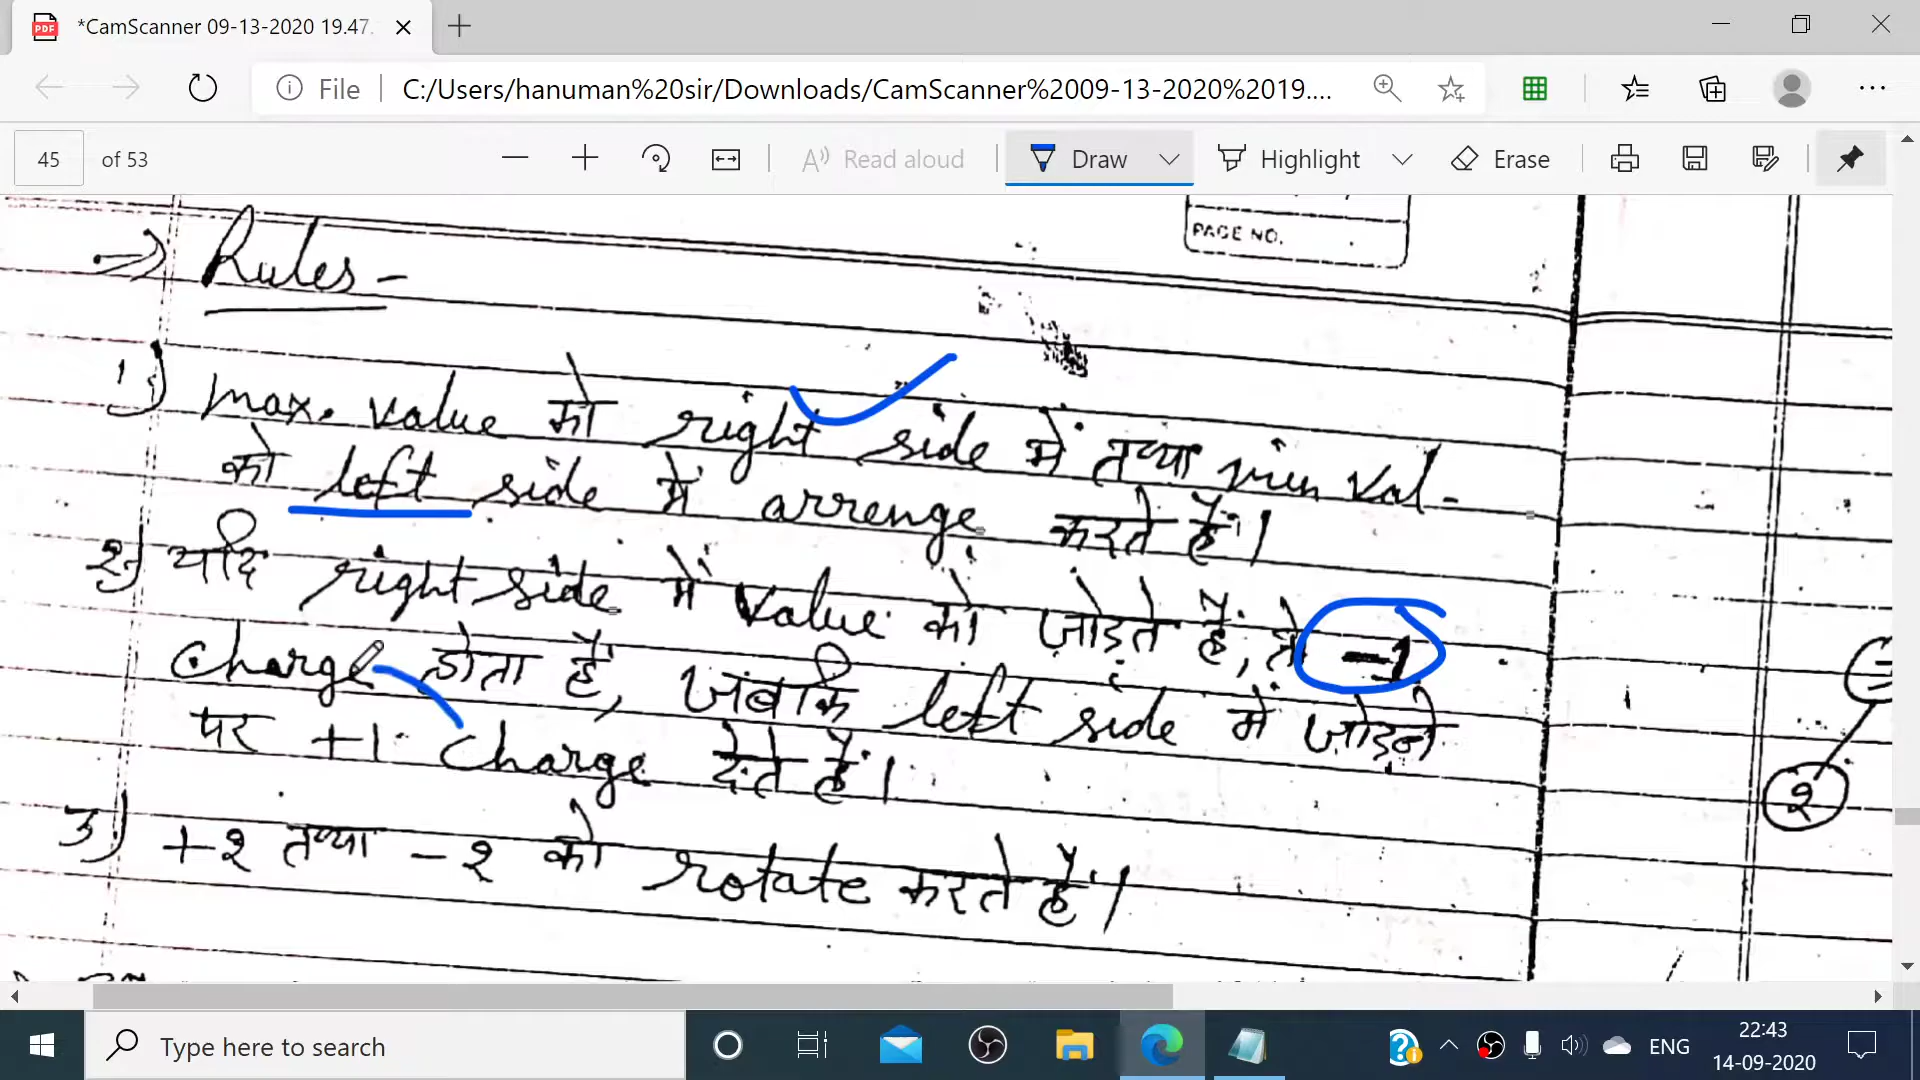 *CamScanner 09-13-2020 19.47.
File
C:/Users/hanuman%20sir/Downloads/CamScanner%2009-13-2020%2019....
45 of 53
Read aloud
Draw
Highlight
Erase
PAGE NO.
→ Rules -
1) max. value को right side में तथा min val-
को left side में arrenge करते हैं।
2) यदि right side में value को जोड़ते हैं, तो -1
charge होता है, जबकि left side में जोड़ने
पर +1 charge देते हैं।
3) +2 तथा -2 को rotate करते हैं।
2
Type here to search
ENG
22:43
14-09-2020